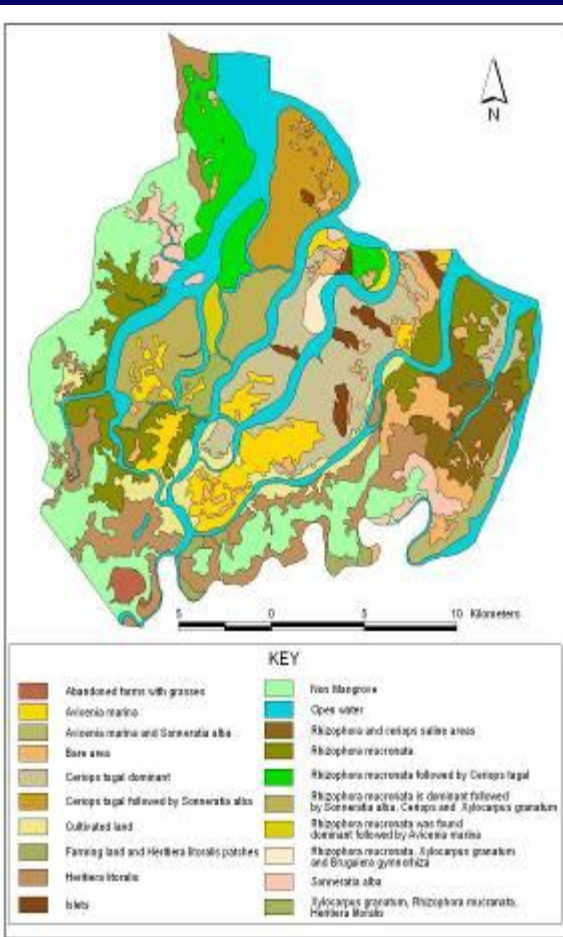 N
5 0 5 10 Kilometers
KEY
Abandoned farms with grasses
Avicenia marina
Avicenia marina and Sonneratia alba
Bare area
Ceriops tagal dominant
Ceriops tagal followed by Sonneratia alba
Cultivated land
Farming land and Heritiera litoralis patches
Heritiera litoralis
Islets
Non Mangrove
Open water
Rhizophora and ceriops saline areas
Rhizophora mucronata
Rhizophora mucronata followed by Ceriops tagal
Rhizophora mucronata is dominant followed
by Sonneratia alba, Ceriops and Xylocarpus granatum
Rhizophora mucronata was found
dominant followed by Avicenia marina
Rhizophora mucronata, Xylocarpus granatum
and Bruguiera gymnorhiza
Sonneratia alba
Xylocarpus granatum, Rhizophora mucronata,
Heritiera litoralis